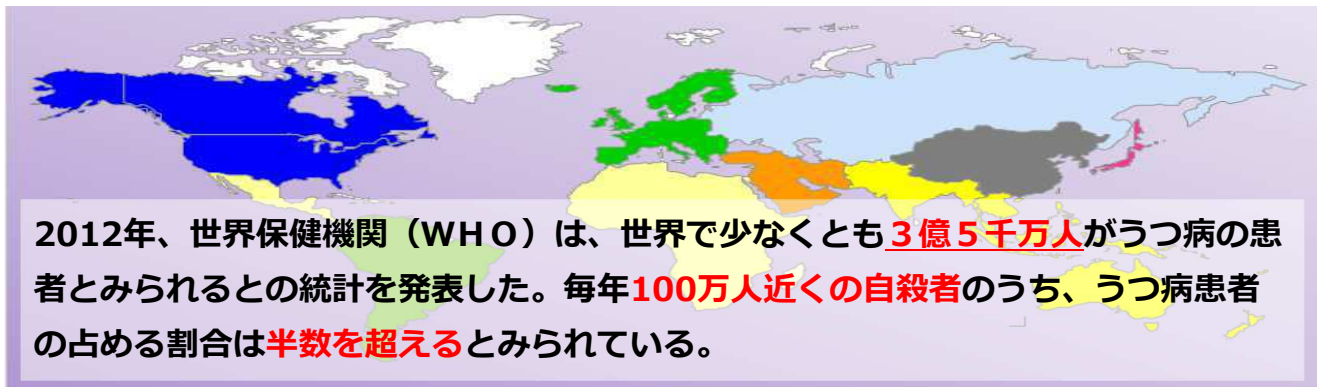 2012年、世界保健機関（ＷＨＯ）は、世界で少なくとも３億５千万人がうつ病の患
者とみられるとの統計を発表した。毎年100万人近くの自殺者のうち、うつ病患者
の占める割合は半数を超えるとみられている。